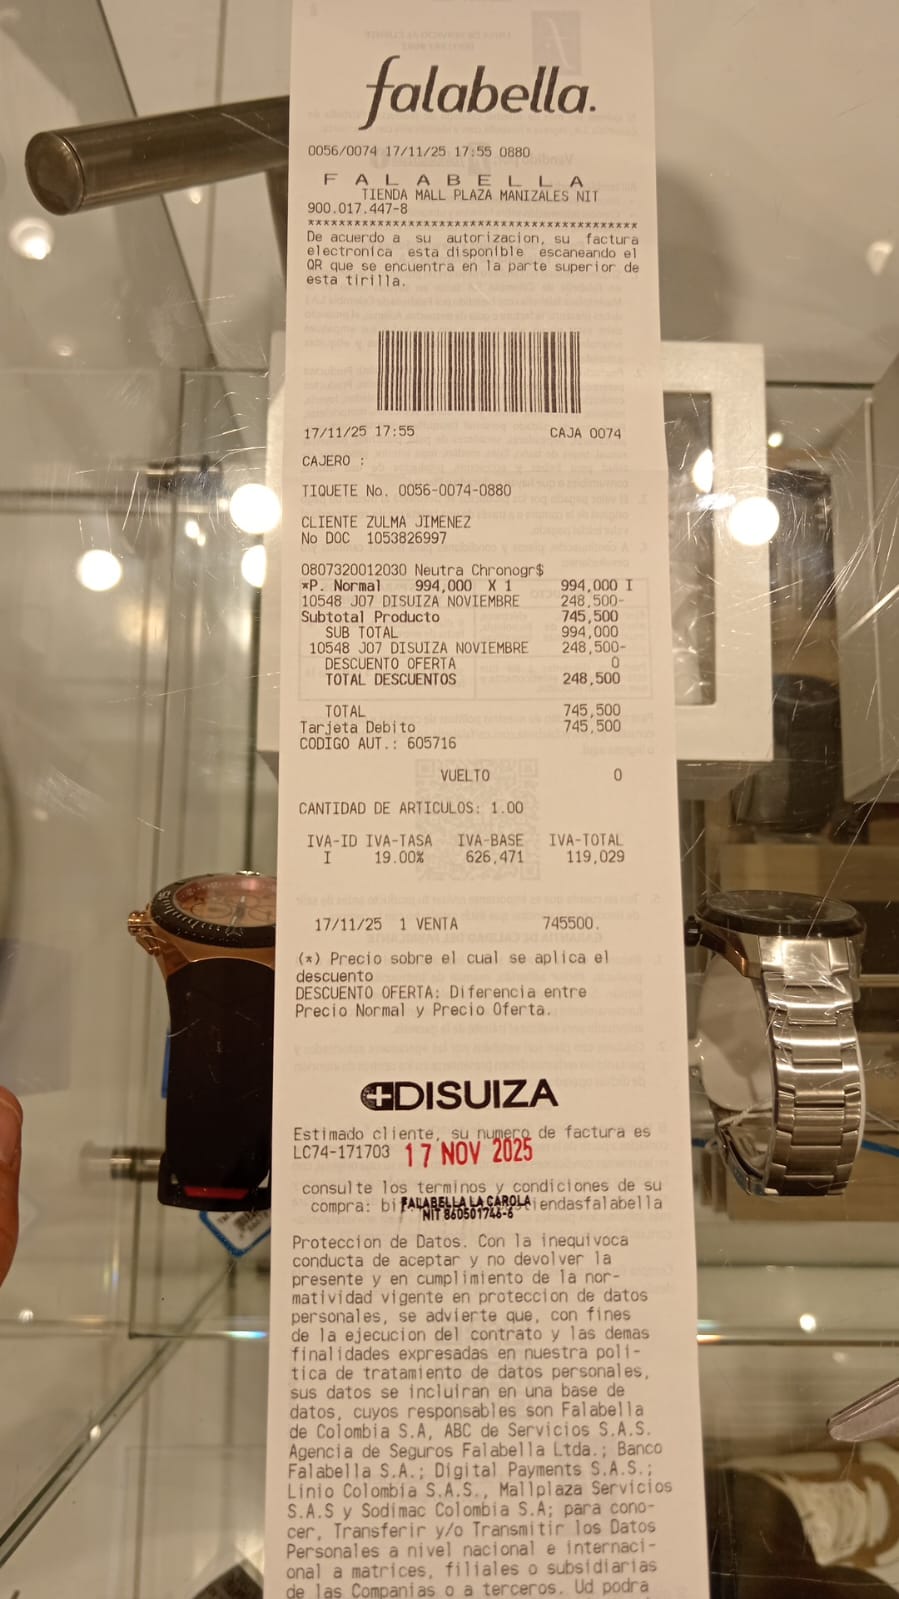 falabella.
0056/0074 17/11/25 17:55 0880
F A L A B E L L A
TIENDA MALL PLAZA MANIZALES NIT
900.017.447-8
****************************************
De acuerdo a su autorizacion, su factura
electronica esta disponible escaneando el
QR que se encuentra en la parte superior de
esta tirilla.
17/11/25 17:55 CAJA 0074
CAJERO :
TIQUETE No. 0056-0074-0880
CLIENTE ZULMA JIMENEZ
No DOC 1053826997
0807320012030 Neutra Chronogr$
*P. Normal 994,000 X 1 994,000 I
10548 J07 DISUIZA NOVIEMBRE 248,500-
Subtotal Producto 745,500
SUB TOTAL 994,000
10548 J07 DISUIZA NOVIEMBRE 248,500-
DESCUENTO OFERTA 0
TOTAL DESCUENTOS 248,500
TOTAL 745,500
Tarjeta Debito 745,500
CODIGO AUT.: 605716
VUELTO 0
CANTIDAD DE ARTICULOS: 1.00
IVA-ID IVA-TASA IVA-BASE IVA-TOTAL
I 19.00% 626,471 119,029
17/11/25 1 VENTA 745500.
(*) Precio sobre el cual se aplica el
descuento
DESCUENTO OFERTA: Diferencia entre
Precio Normal y Precio Oferta.
DISUIZA
Estimado cliente, su numero de factura es
LC74-171703 17 NOV 2025
consulte los terminos y condiciones de su
compra: bi tiendasfalabella
FALABELLA LA CAROLA
NIT 860501746-6
Proteccion de Datos. Con la inequivoca
conducta de aceptar y no devolver la
presente y en cumplimiento de la nor-
matividad vigente en proteccion de datos
personales, se advierte que, con fines
de la ejecucion del contrato y las demas
finalidades expresadas en nuestra poli-
tica de tratamiento de datos personales,
sus datos se incluiran en una base de
datos, cuyos responsables son Falabella
de Colombia S.A, ABC de Servicios S.A.S.
Agencia de Seguros Falabella Ltda.; Banco
Falabella S.A.; Digital Payments S.A.S.;
Linio Colombia S.A.S., Mallplaza Servicios
S.A.S y Sodimac Colombia S.A; para cono-
cer, Transferir y/o Transmitir los Datos
Personales a nivel nacional e internaci-
onal a matrices, filiales o subsidiarias
de las Companias o a terceros. Ud podra